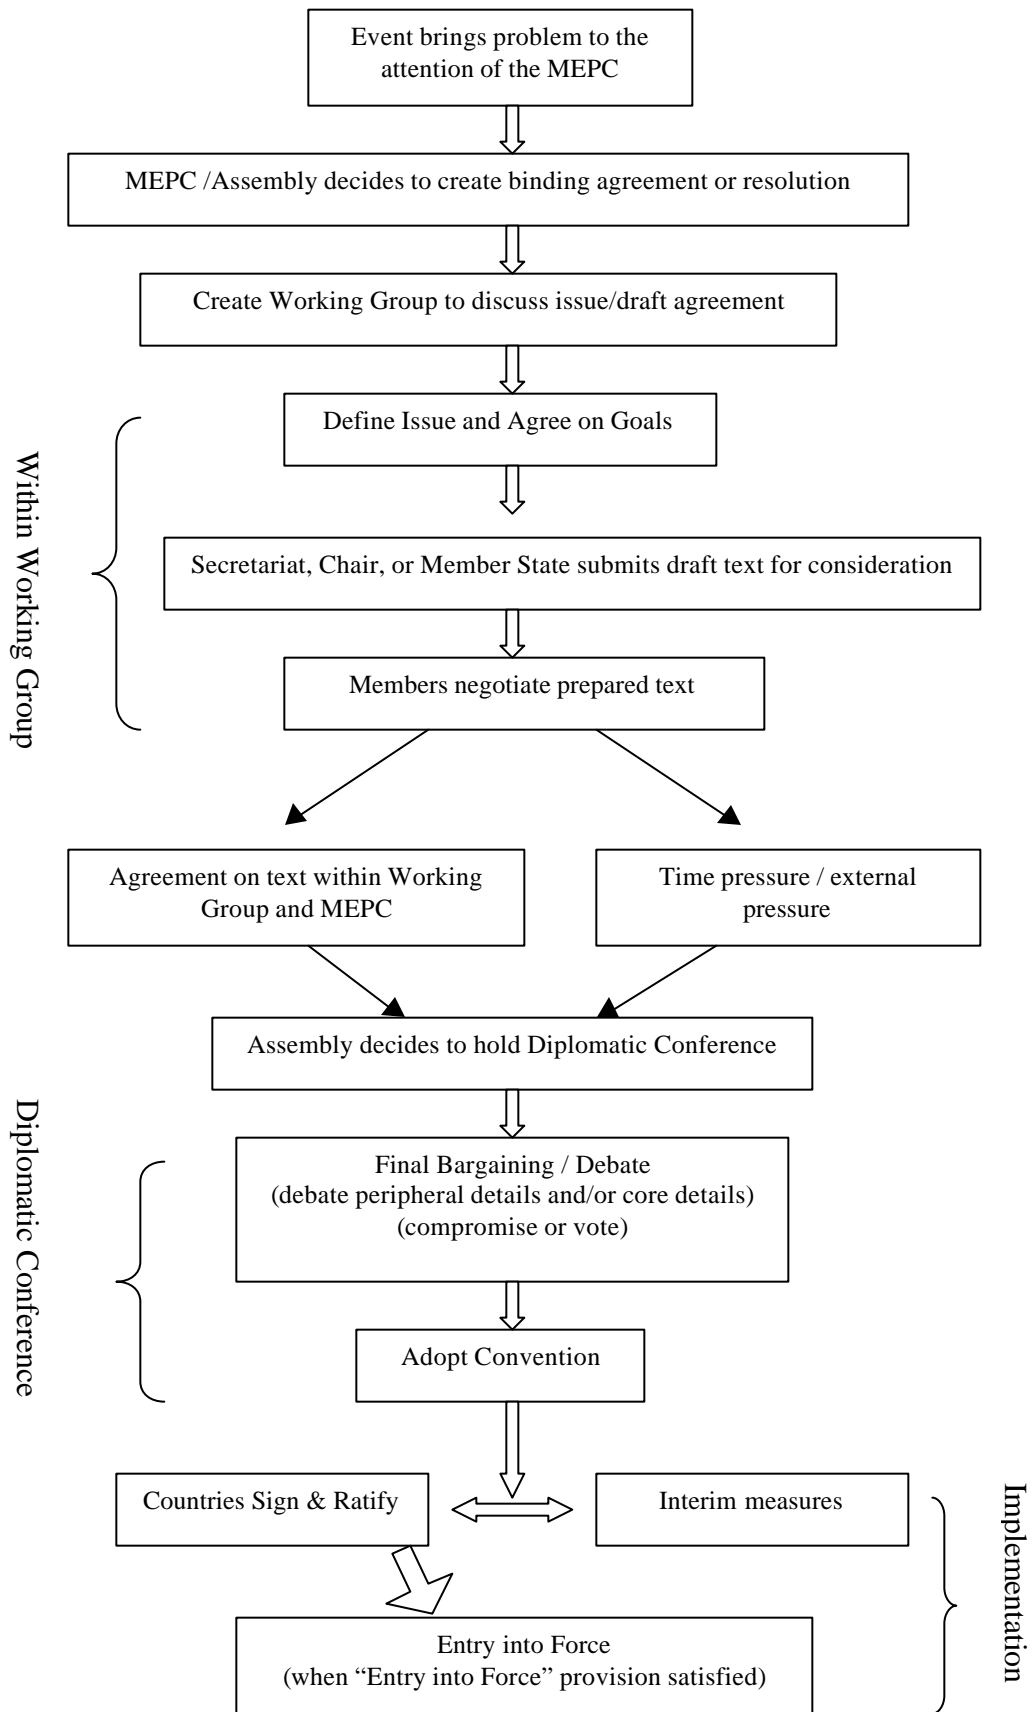 Event brings problem to the
attention of the MEPC
MEPC /Assembly decides to create binding agreement or resolution
Create Working Group to discuss issue/draft agreement
Within Working Group
Define Issue and Agree on Goals
Secretariat, Chair, or Member State submits draft text for consideration
Members negotiate prepared text
Agreement on text within Working
Group and MEPC
Time pressure / external
pressure
Assembly decides to hold Diplomatic Conference
Diplomatic Conference
Final Bargaining / Debate
(debate peripheral details and/or core details)
(compromise or vote)
Adopt Convention
Countries Sign & Ratify
Interim measures
Implementation
Entry into Force
(when “Entry into Force” provision satisfied)